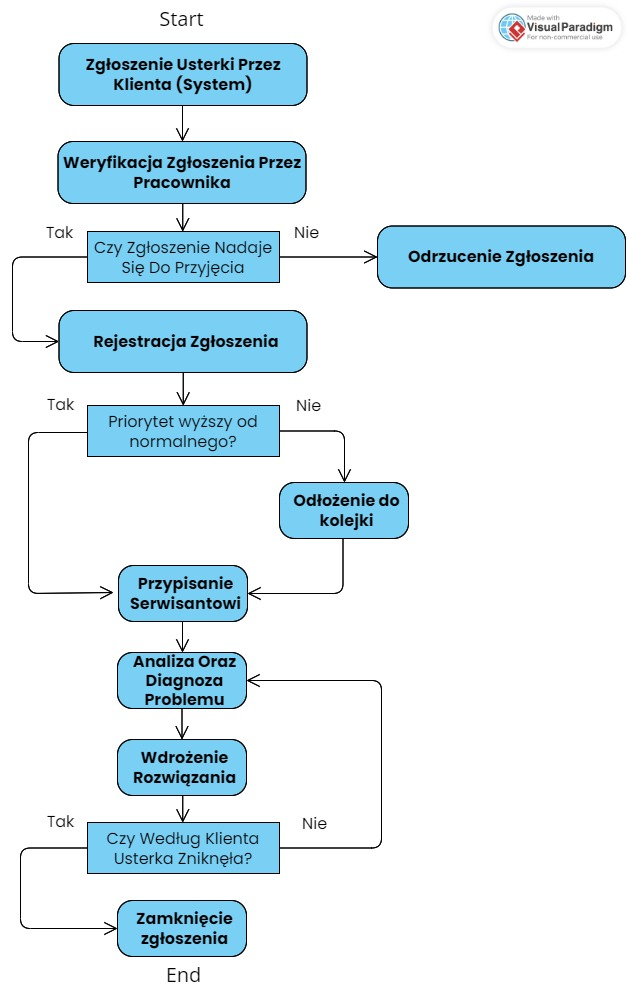 Start
Made with
VisualParadigm
For non-commercial use
Zgłoszenie Usterki Przez
Klienta (System)
Weryfikacja Zgłoszenia Przez
Pracownika
Tak
Nie
Czy Zgłoszenie Nadaje
Się Do Przyjęcia
Odrzucenie Zgłoszenia
Rejestracja Zgłoszenia
Tak
Nie
Priorytet wyższy od
normalnego?
Odłożenie do
kolejki
Przypisanie
Serwisantowi
Analiza Oraz
Diagnoza
Problemu
Wdrożenie
Rozwiązania
Tak
Nie
Czy Według Klienta
Usterka Zniknęła?
Zamknięcie
zgłoszenia
End